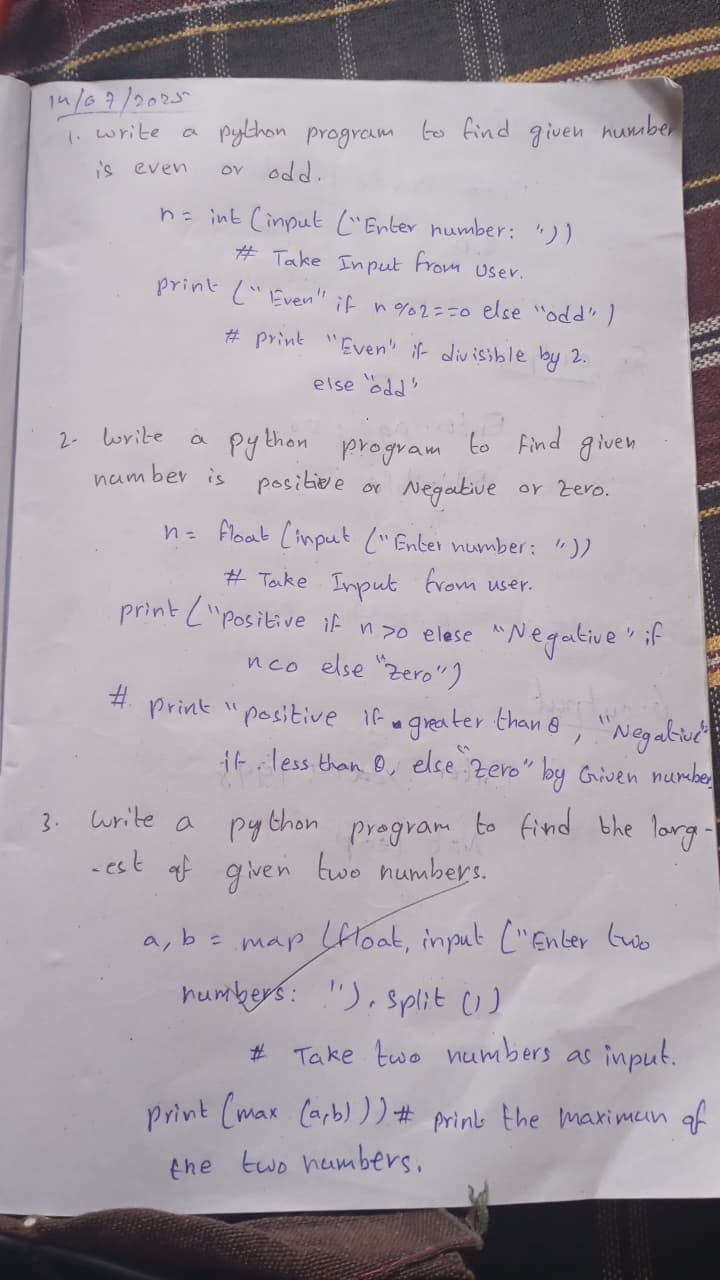 14/07/2025
1. write a python program to find given number
is even or odd.
n = int (input ("Enter number: "))
# Take Input from User.
print ("Even" if n%2==0 else "odd")
# print "Even" if divisible by 2.
else "odd"
2- Write a python program to find given
number is positive or Negative or zero.
n = float (input ("Enter number: "))
# Take Input from user.
print ("positive if n>0 elese "Negative" if
n<0 else "zero")
# print "positive if greater than 0, "Negative"
if less than 0, else "zero" by Given number
3. write a python program to find the larg-
-est of given two numbers.
a, b = map (float, input ("Enter two
numbers: "). split ())
# Take two numbers as input.
print (max (a,b))) # print the maximun of
the two numbers.